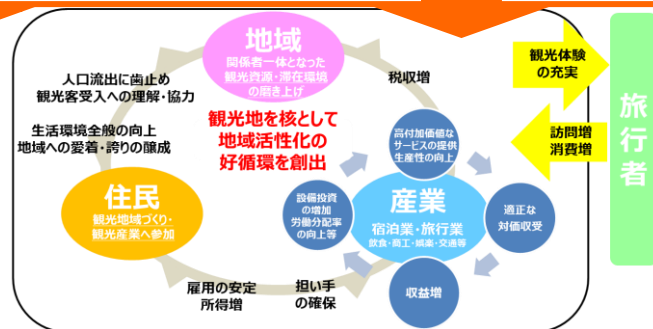 地域
関係者一体となった
観光資源・滞在環境
の磨き上げ
人口流出に歯止め
観光客受入への理解・協力
税収増
観光体験
の充実
生活環境全般の向上
地域への愛着・誇りの醸成
観光地を核として
地域活性化の
好循環を創出
高付加価値な
サービスの提供
生産性の向上
訪問増
消費増
旅行者
住民
観光地域づくり・
観光産業へ参加
設備投資
の増加
労働分配率
の向上等
産業
宿泊業・旅行業
飲食・商工・娯楽・交通等
適正な
対価収受
収益増
雇用の安定
所得増
担い手
の確保